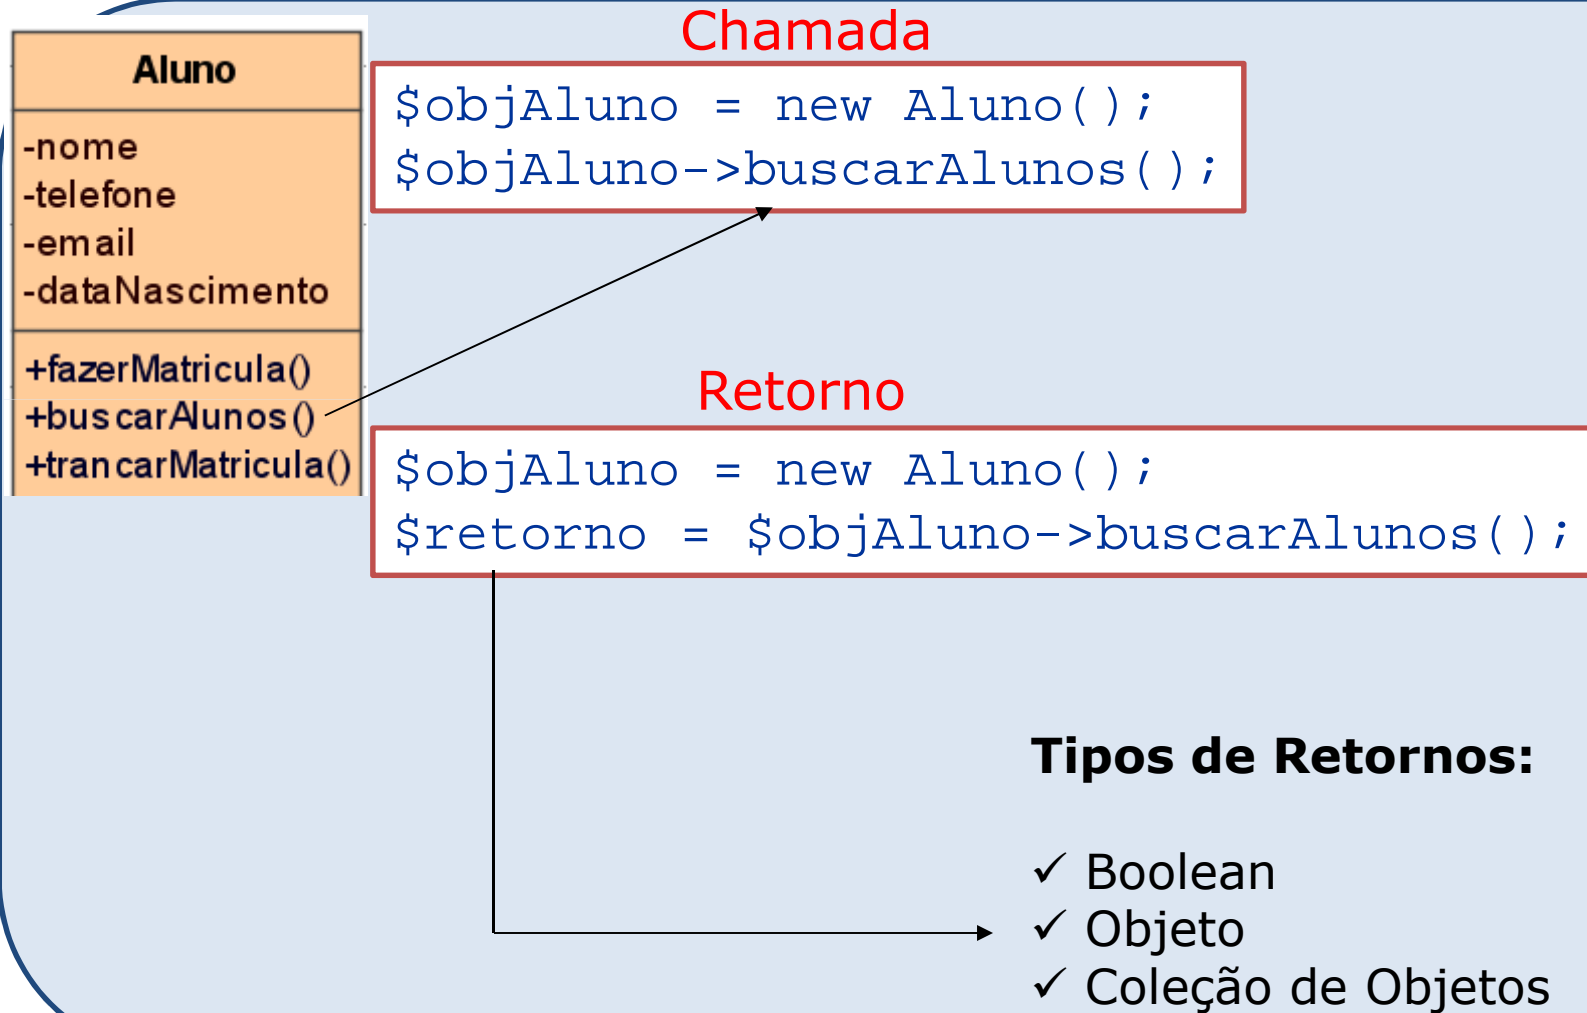 Aluno
-nome
-telefone
-email
-dataNascimento
+fazerMatricula()
+buscarAlunos()
+trancarMatricula()
Chamada
$objAluno = new Aluno();
$objAluno->buscarAlunos();
Retorno
$objAluno = new Aluno();
$retorno = $objAluno->buscarAlunos();
Tipos de Retornos:
✓ Boolean
✓ Objeto
✓ Coleção de Objetos